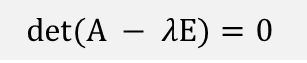 det(A − λE) = 0